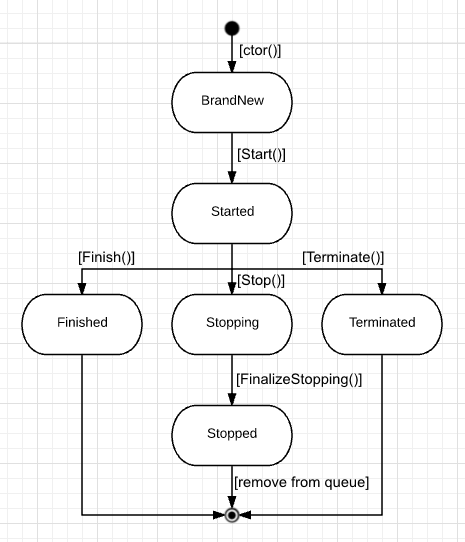 [ctor()]
BrandNew
[Start()]
Started
[Finish()]
[Terminate()]
[Stop()]
Finished
Stopping
Terminated
[FinalizeStopping()]
Stopped
[remove from queue]